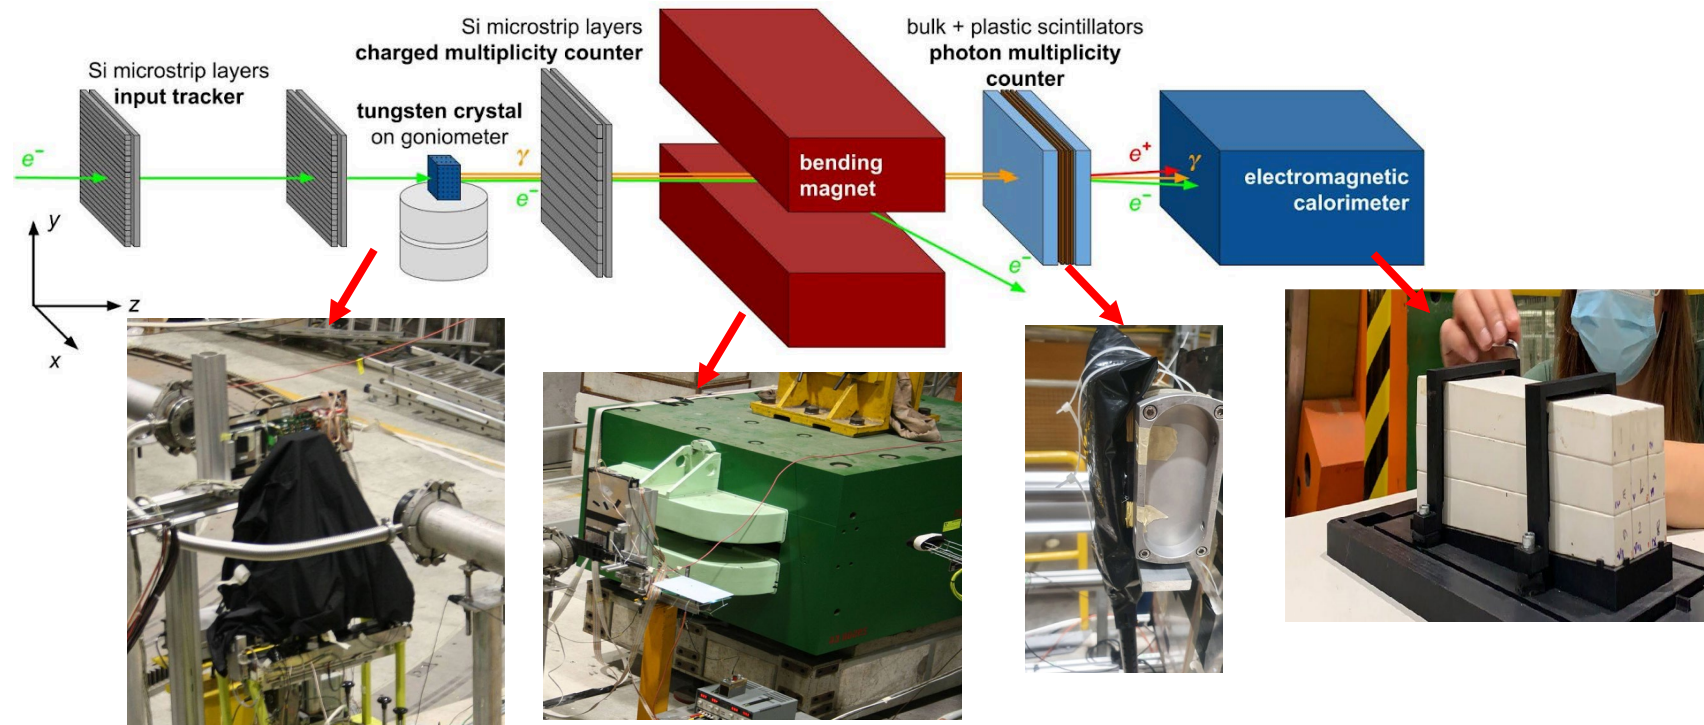 Si microstrip layers
input tracker
tungsten crystal
on goniometer
Si microstrip layers
charged multiplicity counter
bending
magnet
bulk + plastic scintillators
photon multiplicity
counter
electromagnetic
calorimeter
e⁻
γ
e⁻
e⁻
e⁺
γ
e⁻
y
z
x